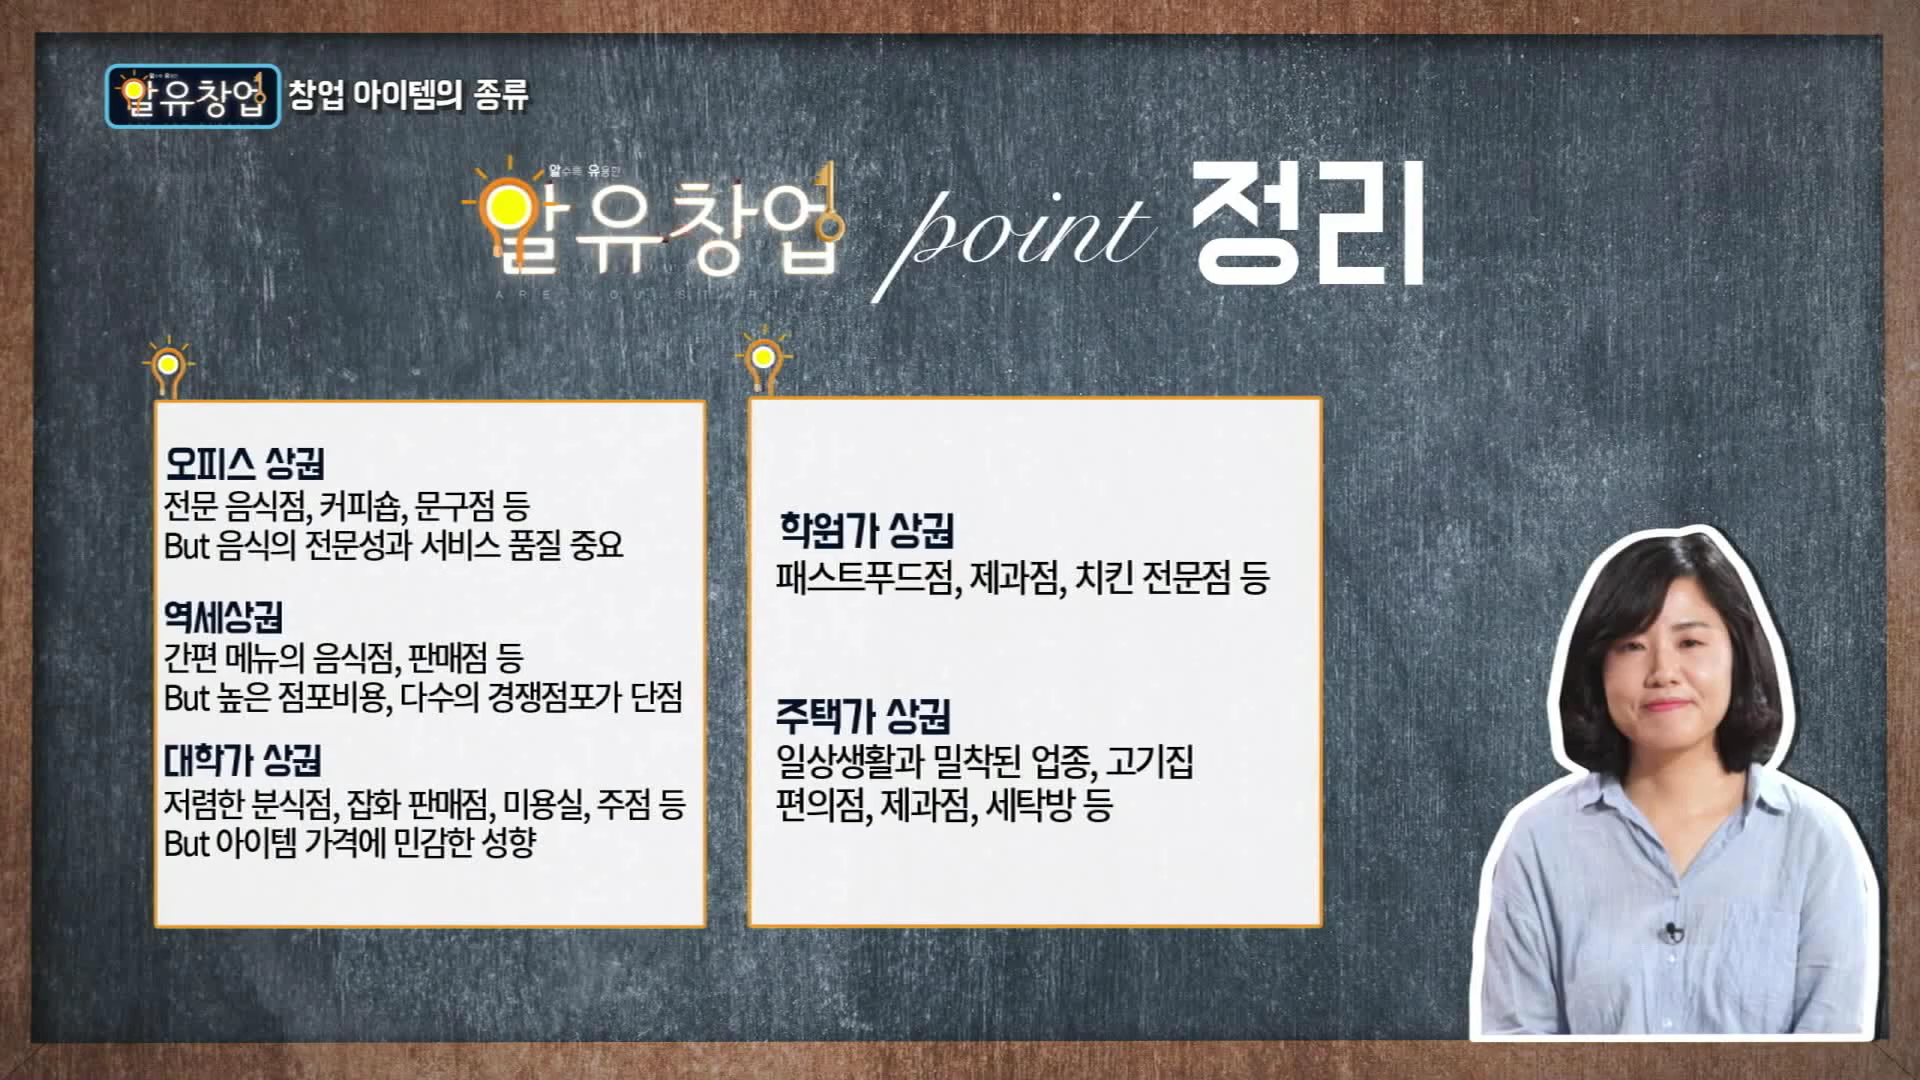 알유창업 창업 아이템의 종류
알수록 유용한
알유창업 point 정리
오피스 상권
전문 음식점, 커피숍, 문구점 등
But 음식의 전문성과 서비스 품질 중요
역세상권
간편 메뉴의 음식점, 판매점 등
But 높은 점포비용, 다수의 경쟁점포가 단점
대학가 상권
저렴한 분식점, 잡화 판매점, 미용실, 주점 등
But 아이템 가격에 민감한 성향
학원가 상권
패스트푸드점, 제과점, 치킨 전문점 등
주택가 상권
일상생활과 밀착된 업종, 고기집
편의점, 제과점, 세탁방 등